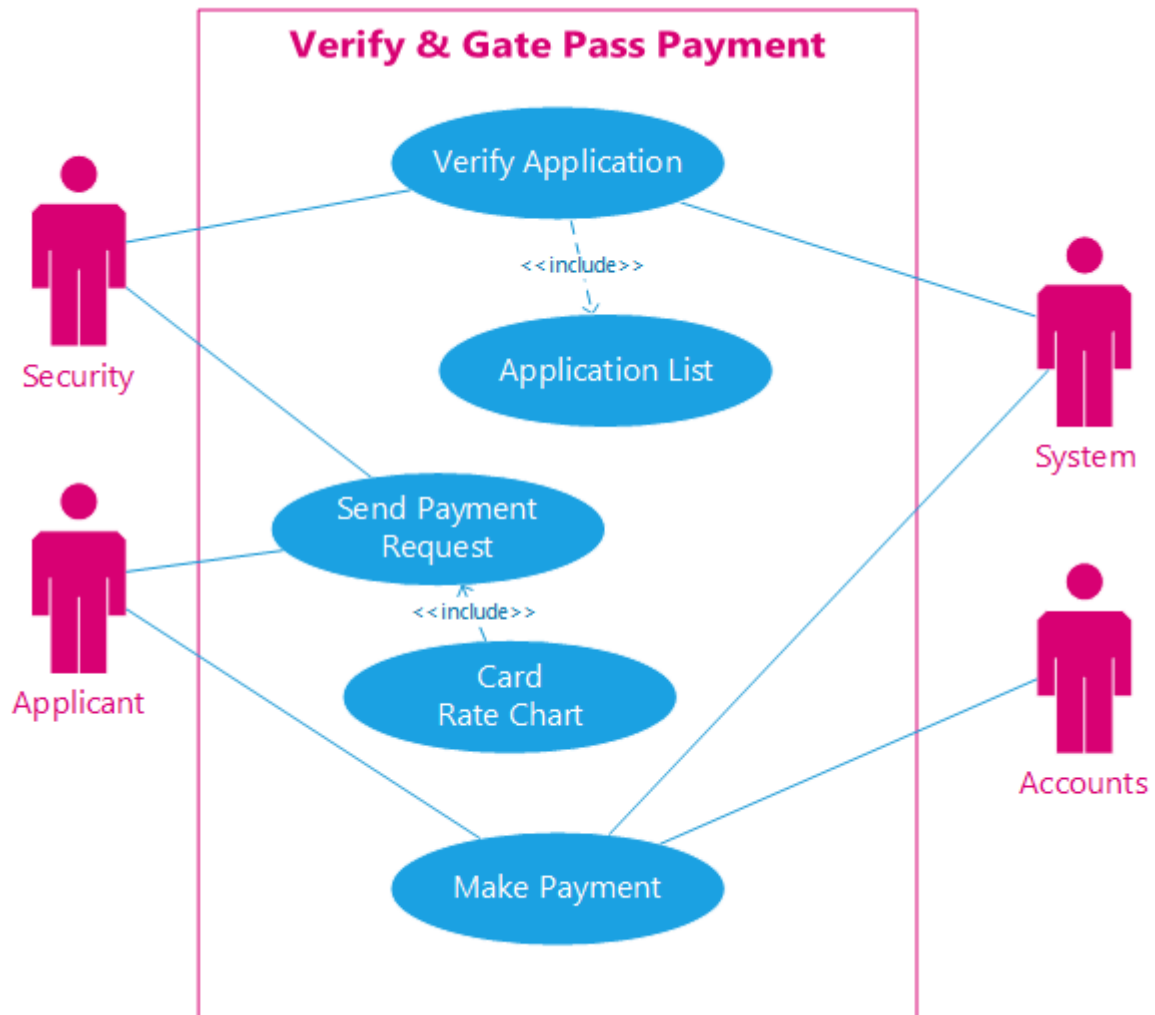 Verify & Gate Pass Payment
Verify Application
<<include>>
Application List
Security
System
Send Payment
Request
<<include>>
Card
Rate Chart
Applicant
Accounts
Make Payment